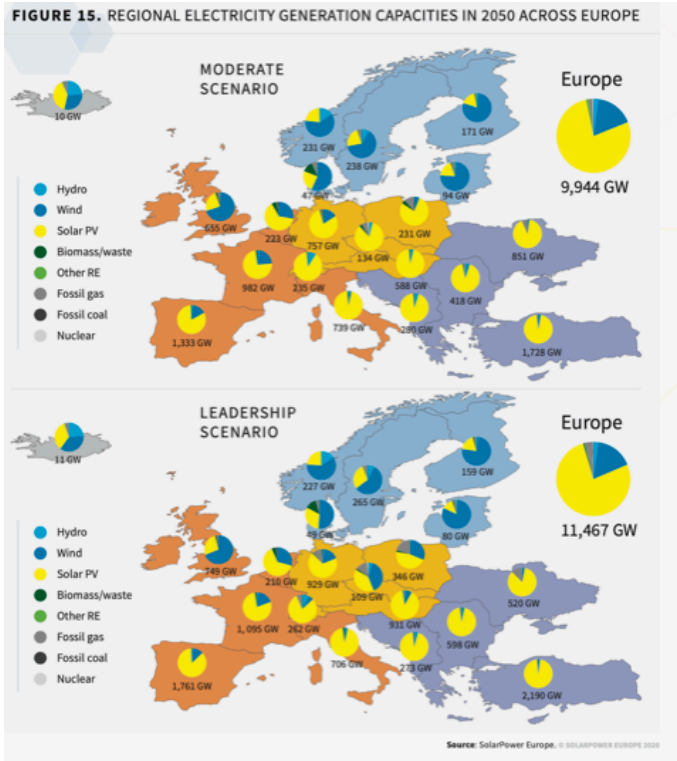 FIGURE 15. REGIONAL ELECTRICITY GENERATION CAPACITIES IN 2050 ACROSS EUROPE
MODERATE
SCENARIO
Europe
9,944 GW
10 GW
231 GW
238 GW
171 GW
47 GW
94 GW
Hydro
Wind
Solar PV
Biomass/waste
Other RE
Fossil gas
Fossil coal
Nuclear
655 GW
223 GW
757 GW
231 GW
134 GW
851 GW
982 GW
235 GW
588 GW
418 GW
739 GW
280 GW
1,333 GW
1,728 GW
LEADERSHIP
SCENARIO
Europe
11,467 GW
11 GW
227 GW
265 GW
159 GW
49 GW
80 GW
Hydro
Wind
Solar PV
Biomass/waste
Other RE
Fossil gas
Fossil coal
Nuclear
749 GW
210 GW
929 GW
346 GW
109 GW
520 GW
1, 095 GW
262 GW
931 GW
598 GW
706 GW
273 GW
1,761 GW
2,190 GW
Source: SolarPower Europe. © SOLARPOWER EUROPE 2020